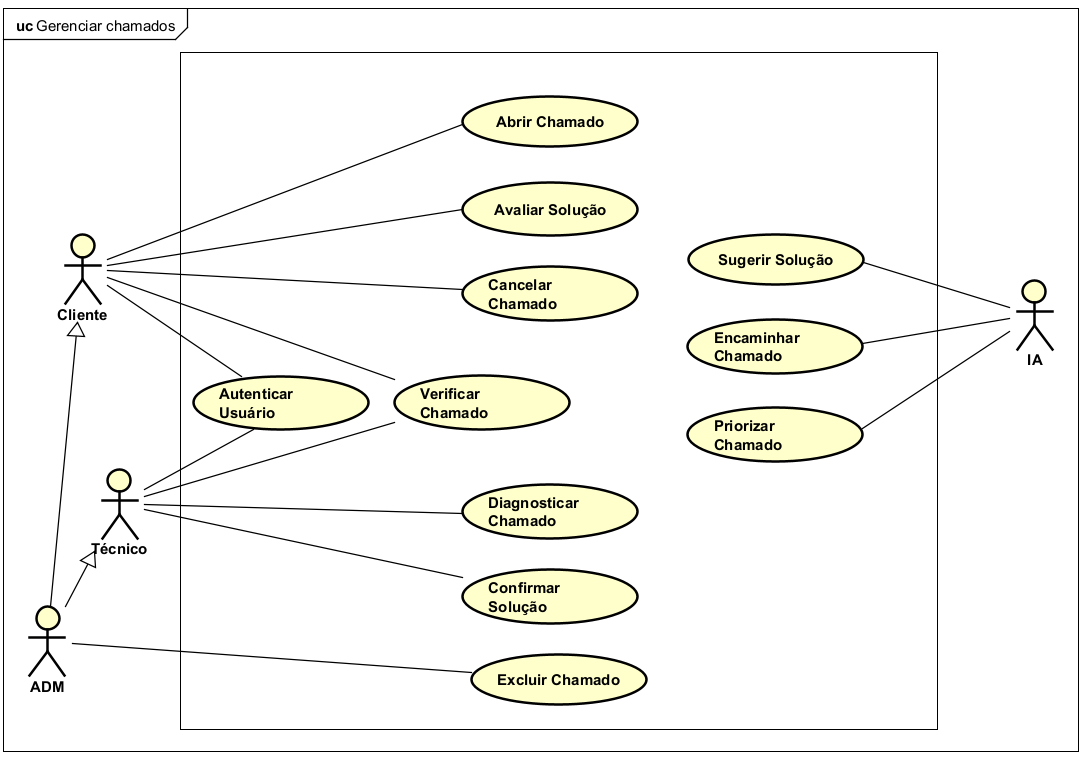 uc Gerenciar chamados
Abrir Chamado
Avaliar Solução
Cancelar
Chamado
Sugerir Solução
Encaminhar
Chamado
Priorizar
Chamado
Cliente
IA
Autenticar
Usuário
Verificar
Chamado
Diagnosticar
Chamado
Técnico
Confirmar
Solução
Excluir Chamado
ADM